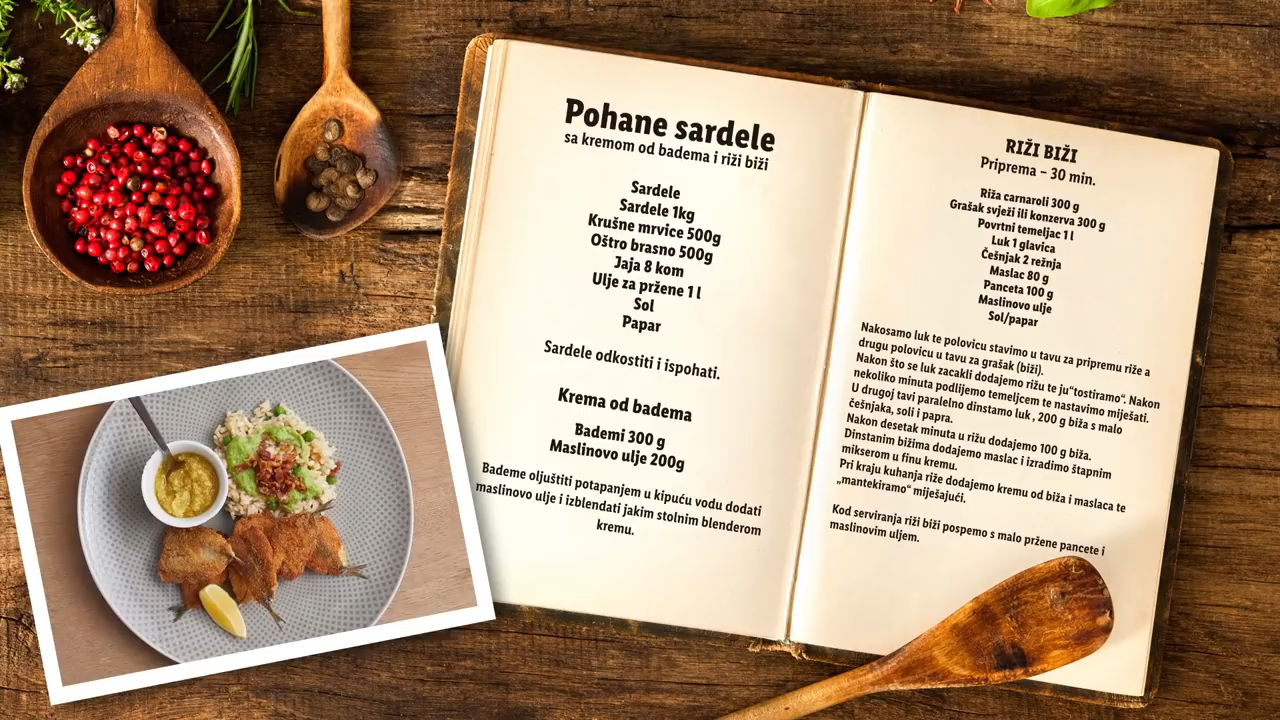 Pohane sardele
sa kremom od badema i riži biži
Sardele
Sardele 1kg
Krušne mrvice 500g
Oštro brasno 500g
Jaja 8 kom
Ulje za pržene 1 l
Sol
Papar
Sardele odkostiti i ispohati.
Krema od badema
Bademi 300 g
Maslinovo ulje 200g
Bademe oljuštiti potapanjem u kipuću vodu dodati
maslinovo ulje i izblendati jakim stolnim blenderom
kremu.
RIŽI BIŽI
Priprema – 30 min.
Riža carnaroli 300 g
Grašak svježi ili konzerva 300 g
Povrtni temeljac 1 l
Luk 1 glavica
Češnjak 2 režnja
Maslac 80 g
Panceta 100 g
Maslinovo ulje
Sol/papar
Nakosamo luk te polovicu stavimo u tavu za pripremu riže a
drugu polovicu u tavu za grašak (biži).
Nakon što se luk zacakli dodajemo rižu te ju“tostiramo“. Nakon
nekoliko minuta podlijemo temeljcem te nastavimo miješati.
U drugoj tavi paralelno dinstamo luk , 200 g biža s malo
češnjaka, soli i papra.
Nakon desetak minuta u rižu dodajemo 100 g biža.
Dinstanim bižima dodajemo maslac i izradimo štapnim
mikserom u finu kremu.
Pri kraju kuhanja riže dodajemo kremu od biža i maslaca te
„mantekiramo“ miješajući.
Kod serviranja riži biži pospemo s malo pržene pancete i
maslinovim uljem.